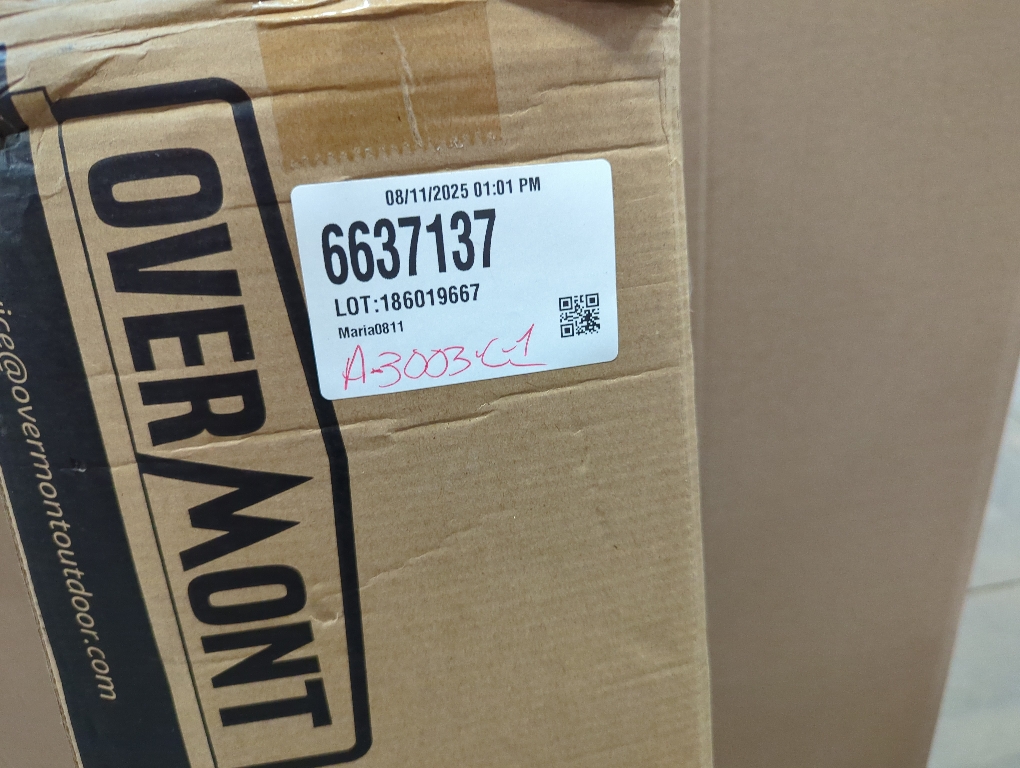 08/11/2025 01:01 PM
6637137
LOT:186019667
Maria0811
A-3003-C-1
OVERMONT
ice@overmontoutdoor.com